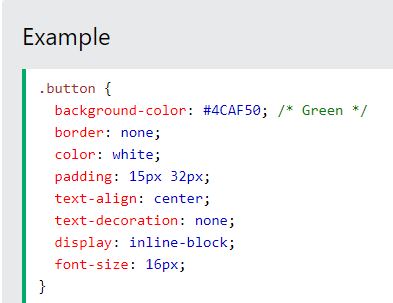 Example
.button {
background-color: #4CAF50; /* Green */
border: none;
color: white;
padding: 15px 32px;
text-align: center;
text-decoration: none;
display: inline-block;
font-size: 16px;
}